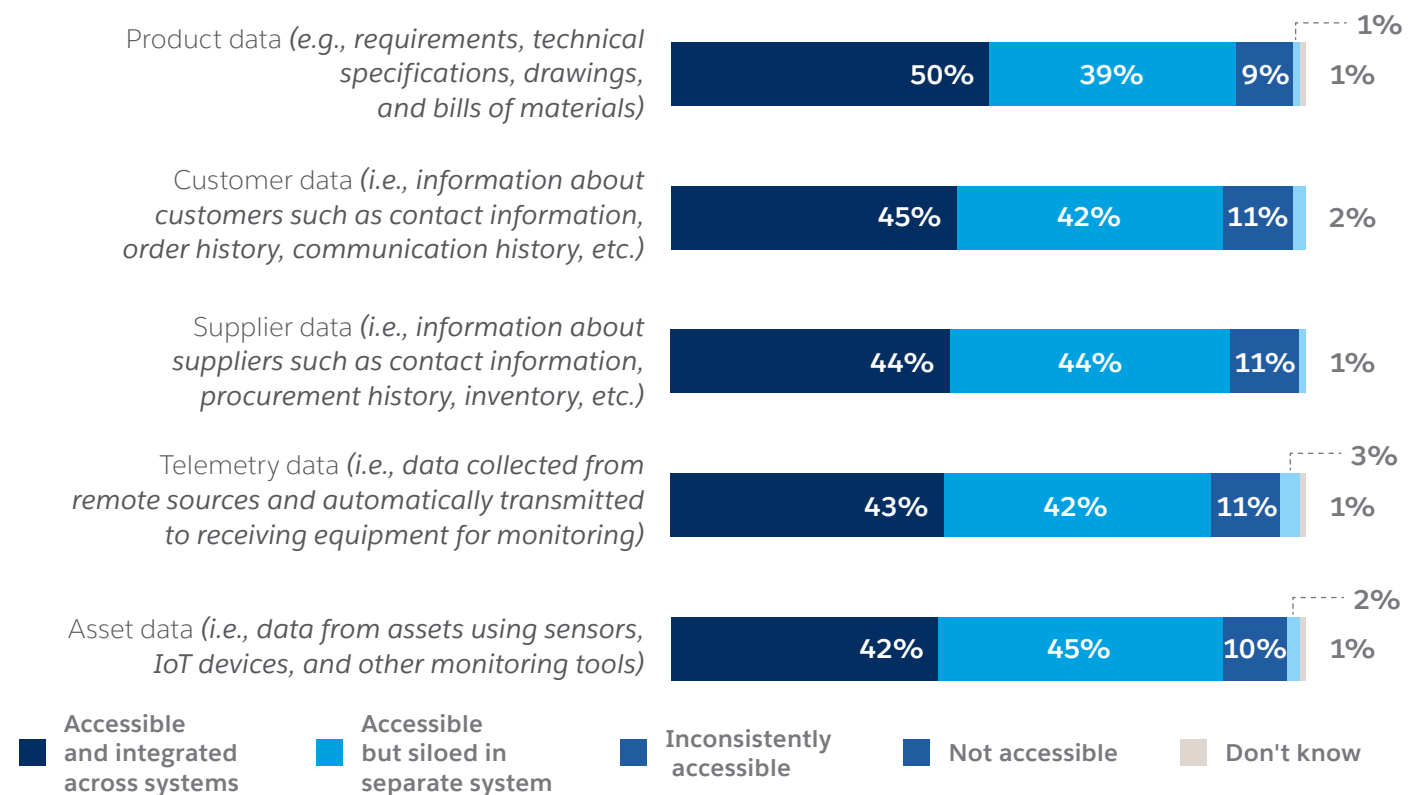 1%
Product data (e.g., requirements, technical
specifications, drawings,
and bills of materials)
50% 39% 9% 1%
Customer data (i.e., information about
customers such as contact information,
order history, communication history, etc.)
45% 42% 11% 2%
Supplier data (i.e., information about
suppliers such as contact information,
procurement history, inventory, etc.)
44% 44% 11% 1%
3%
Telemetry data (i.e., data collected from
remote sources and automatically transmitted
to receiving equipment for monitoring)
43% 42% 11% 1%
2%
Asset data (i.e., data from assets using sensors,
IoT devices, and other monitoring tools)
42% 45% 10% 1%
Accessible
and integrated
across systems
Accessible
but siloed in
separate system
Inconsistently
accessible
Not accessible
Don't know